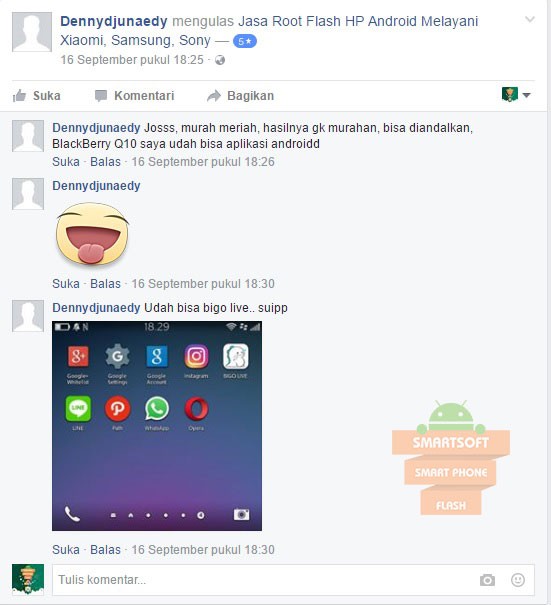 Dennydjunaedy mengulas Jasa Root Flash HP Android Melayani
Xiaomi, Samsung, Sony — 5★
16 September pukul 18:25 ·
Suka Komentari Bagikan
Dennydjunaedy Josss, murah meriah, hasilnya gk murahan, bisa diandalkan,
BlackBerry Q10 saya udah bisa aplikasi androidd
Suka · Balas · 16 September pukul 18:26
Dennydjunaedy
Suka · Balas · 16 September pukul 18:30
Dennydjunaedy Udah bisa bigo live.. suipp
18.29
Google+ Google Google Instagram BIGO LIVE
Settings Account
LINE Path WhatsApp Opera
SMARTSOFT
SMART PHONE
FLASH
Suka · Balas · 16 September pukul 18:30
Tulis komentar...